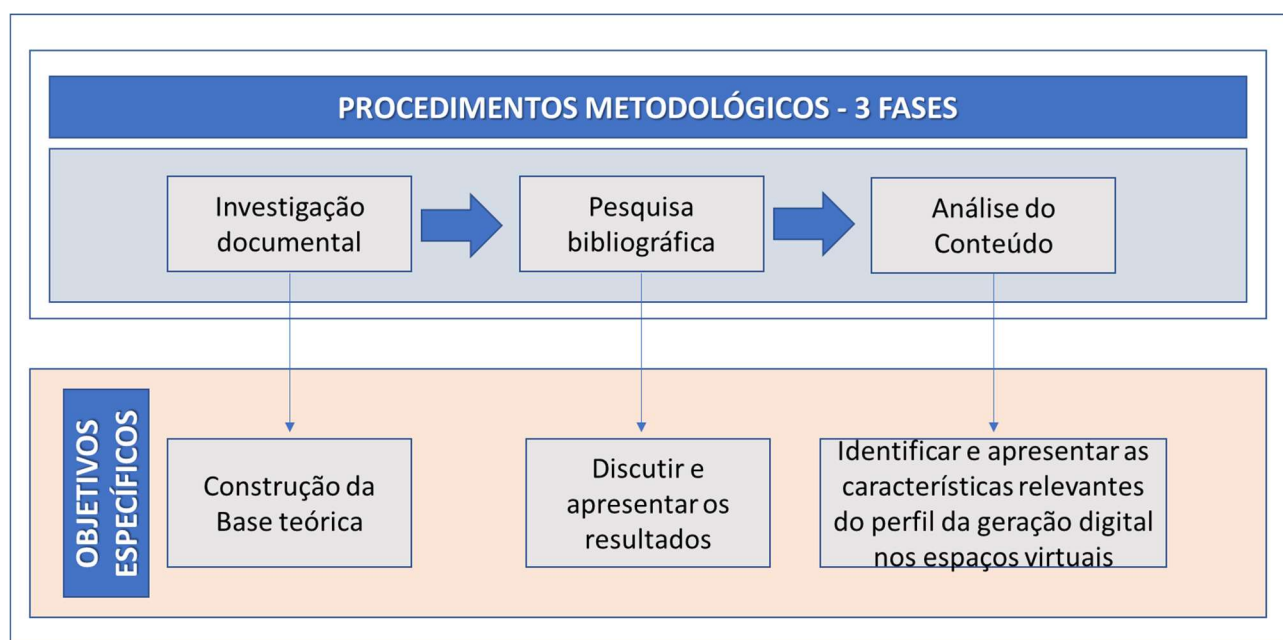 PROCEDIMENTOS METODOLÓGICOS - 3 FASES
Investigação
documental
Pesquisa
bibliográfica
Análise do
Conteúdo
OBJETIVOS
ESPECÍFICOS
Construção da
Base teórica
Discutir e
apresentar os
resultados
Identificar e apresentar as
características relevantes
do perfil da geração digital
nos espaços virtuais